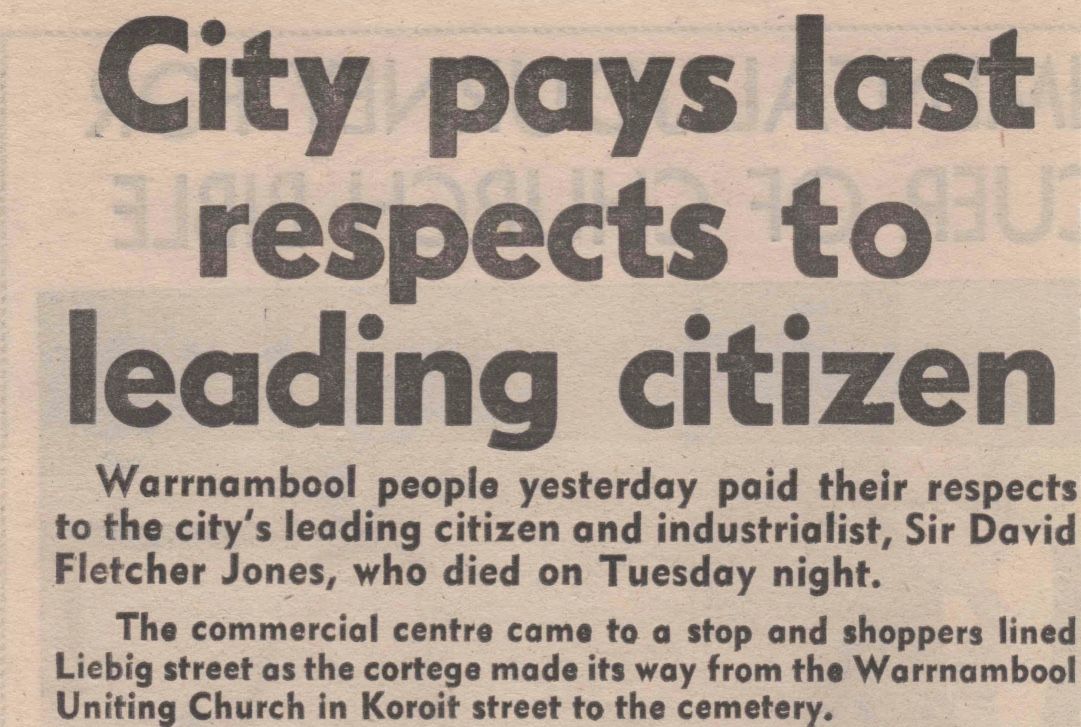 City pays last
respects to
leading citizen
Warrnambool people yesterday paid their respects
to the city's leading citizen and industrialist, Sir David
Fletcher Jones, who died on Tuesday night.
The commercial centre came to a stop and shoppers lined
Liebig street as the cortege made its way from the Warrnambool
Uniting Church in Koroit street to the cemetery.